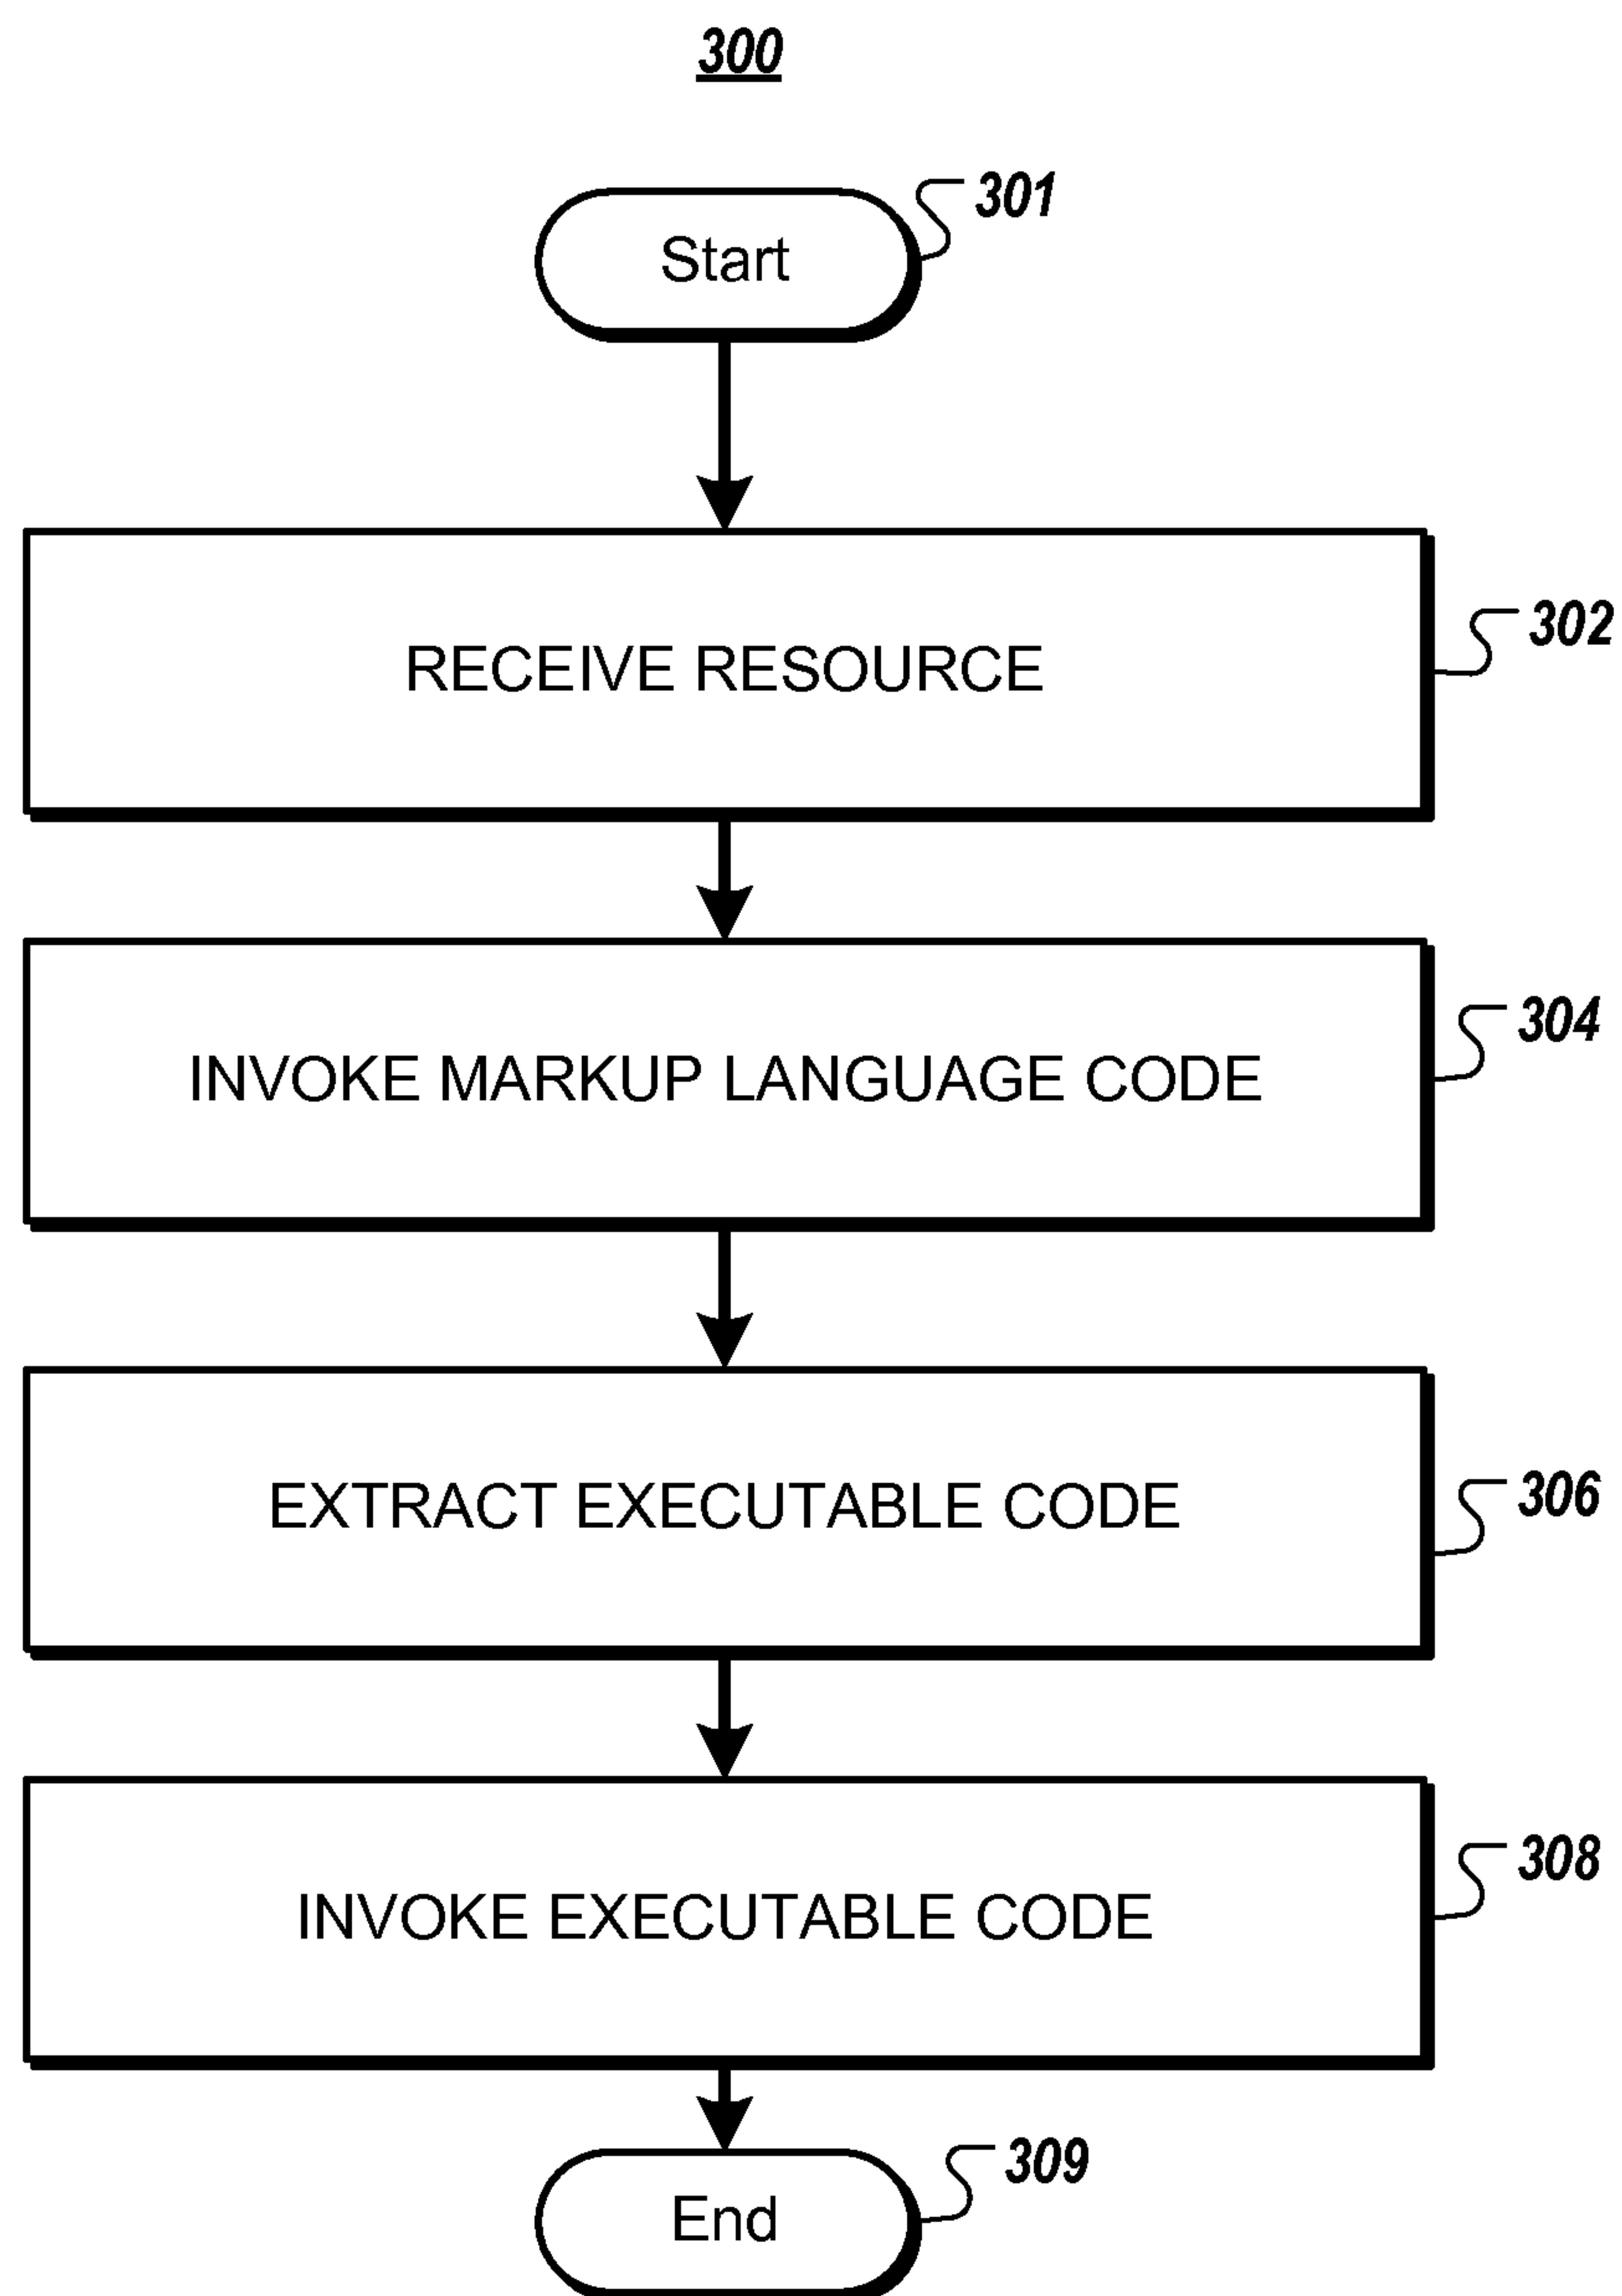 300
301
Start
302
RECEIVE RESOURCE
304
INVOKE MARKUP LANGUAGE CODE
306
EXTRACT EXECUTABLE CODE
308
INVOKE EXECUTABLE CODE
309
End